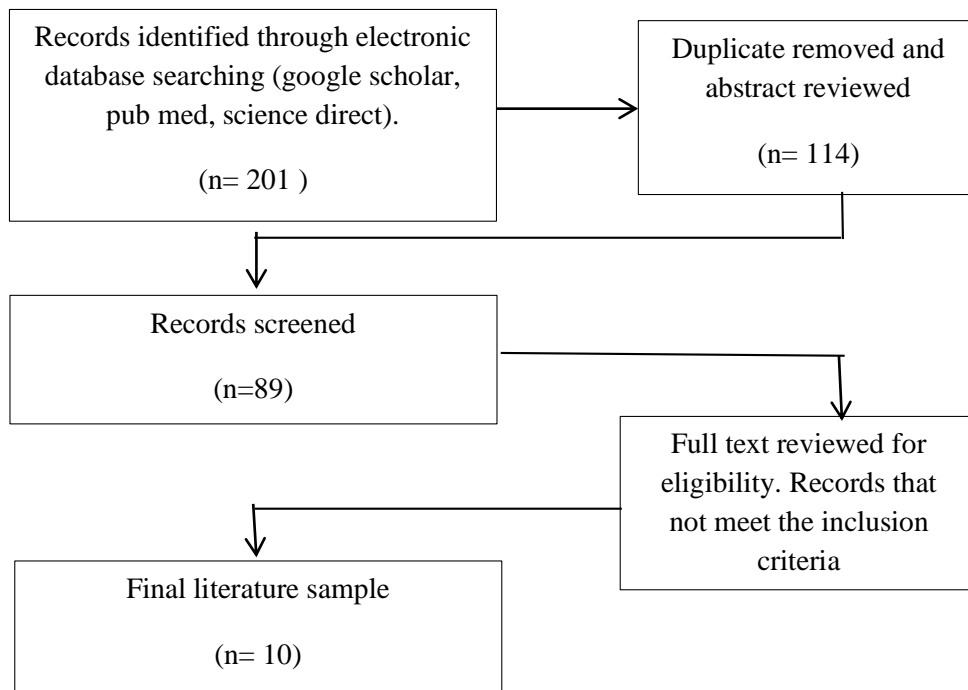 Records identified through electronic
database searching (google scholar,
pub med, science direct).
(n= 201 )
Duplicate removed and
abstract reviewed
(n= 114)
Records screened
(n=89)
Full text reviewed for
eligibility. Records that
not meet the inclusion
criteria
Final literature sample
(n= 10)